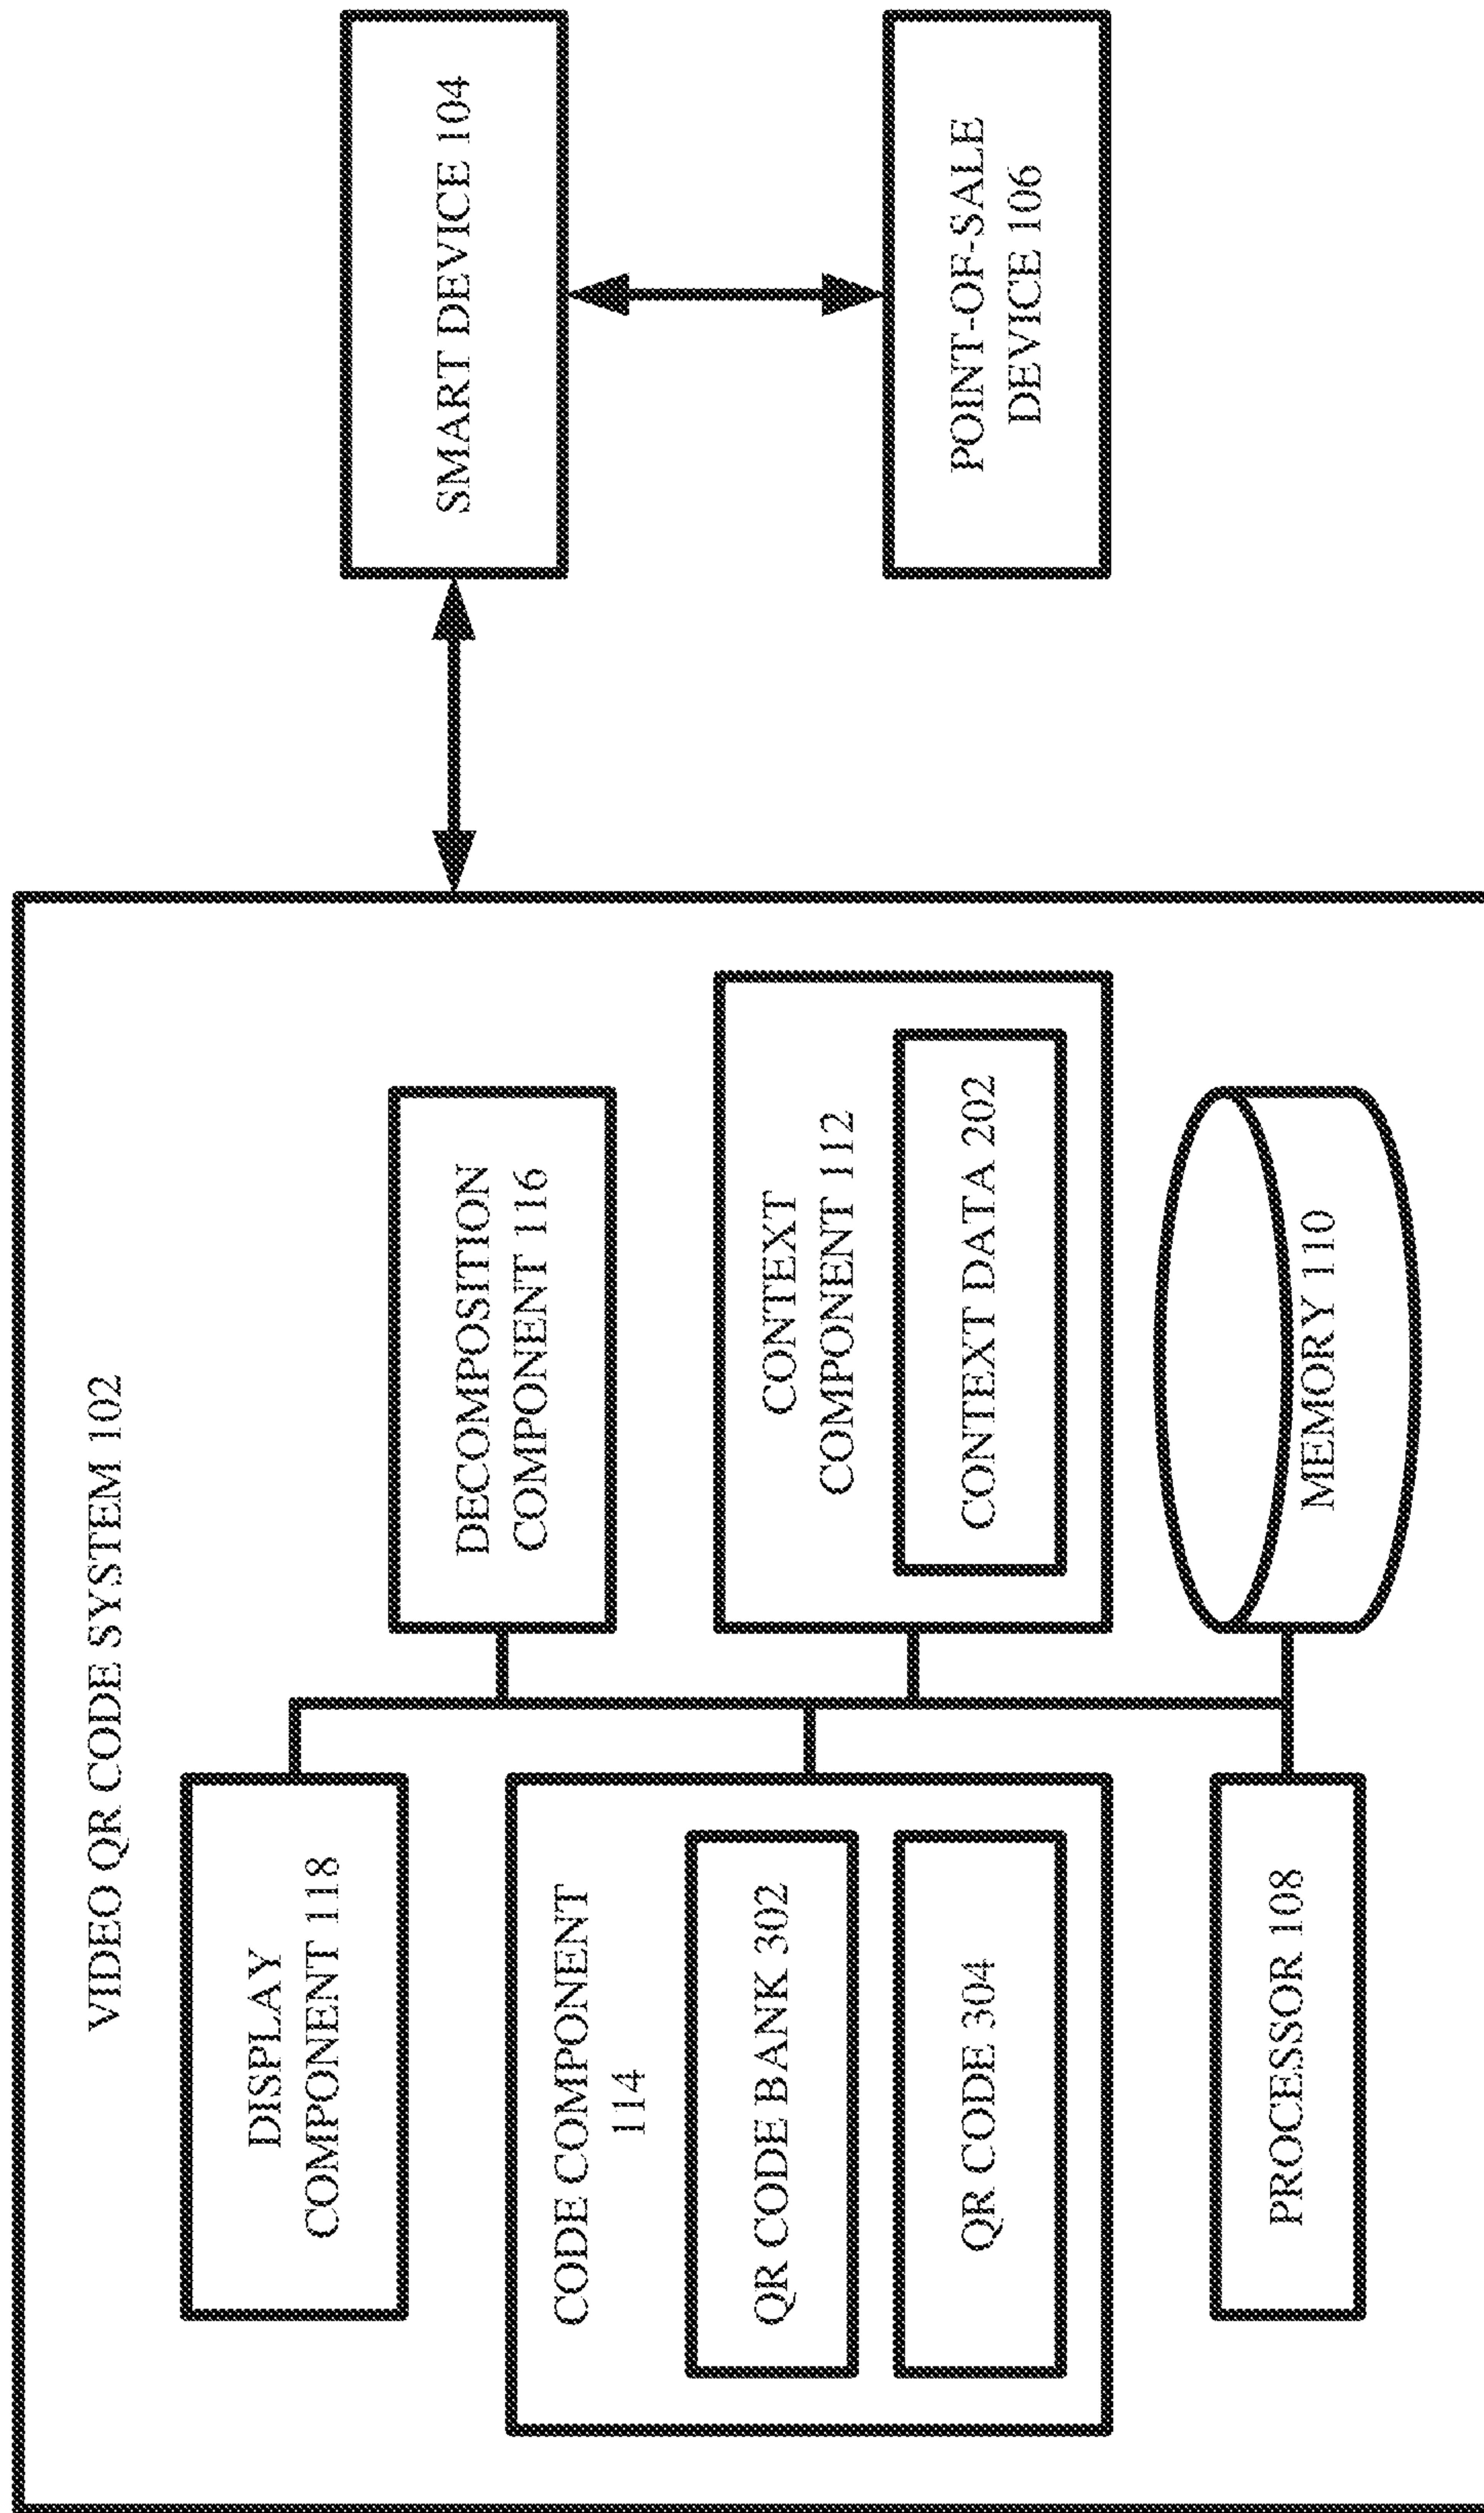 VIDEO QR CODE SYSTEM 102
DISPLAY
COMPONENT 118
DECOMPOSITION
COMPONENT 116
CODE COMPONENT
114
QR CODE BANK 302
QR CODE 304
CONTEXT
COMPONENT 112
CONTEXT DATA 202
PROCESSOR 108
MEMORY 110
SMART DEVICE 104
POINT-OF-SALE
DEVICE 106